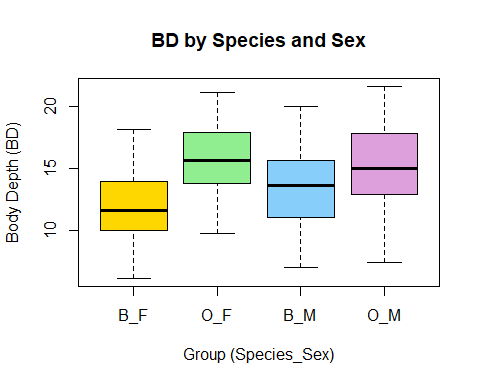 BD by Species and Sex
Body Depth (BD)
20
15
10
B_F O_F B_M O_M
Group (Species_Sex)